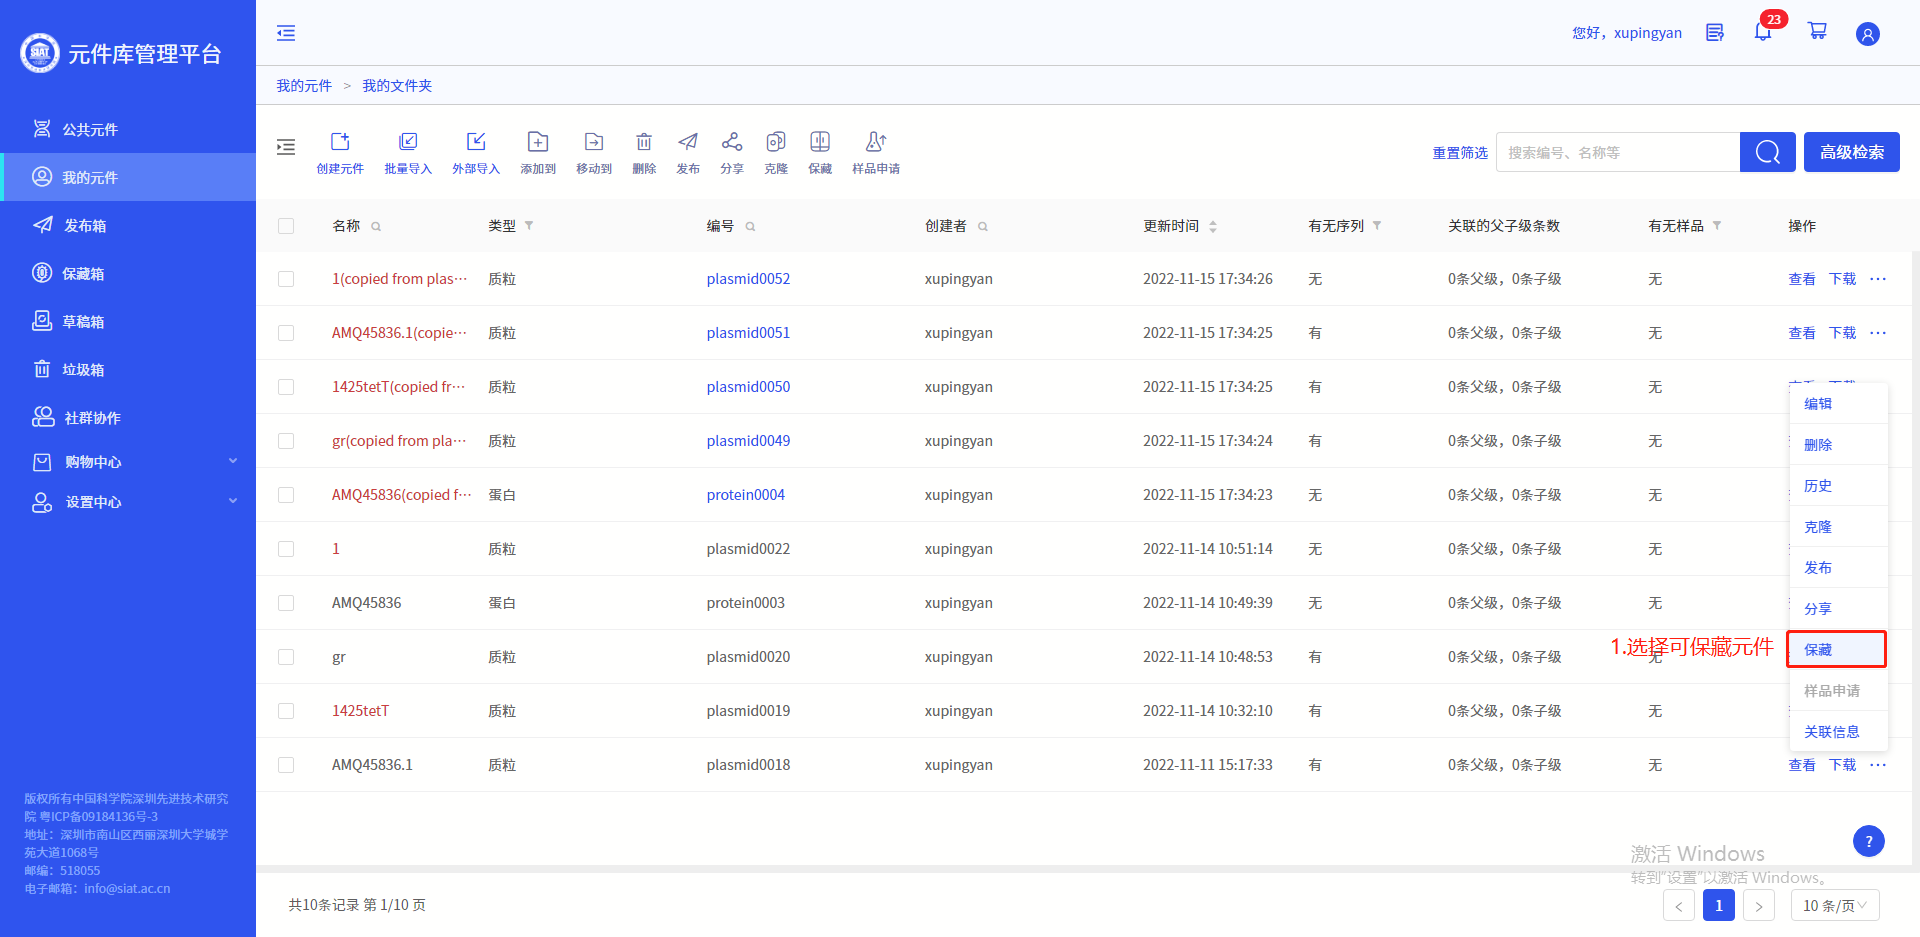 SIAT 元件库管理平台
公共元件
我的元件
发布箱
保藏箱
草稿箱
垃圾箱
社群协作
购物中心
设置中心
版权所有中国科学院深圳先进技术研究
院 粤ICP备09184136号-3
地址：深圳市南山区西丽深圳大学城学
苑大道1068号
邮编：518055
电子邮箱：info@siat.ac.cn
您好，xupingyan 23
我的元件 > 我的文件夹
创建元件 批量导入 外部导入 添加到 移动到 删除 发布 分享 克隆 保藏 样品申请 重置筛选 搜索编号、名称等 高级检索
名称 类型 编号 创建者 更新时间 有无序列 关联的父子级条数 有无样品 操作
1(copied from plas··· 质粒 plasmid0052 xupingyan 2022-11-15 17:34:26 无 0条父级，0条子级 无 查看 下载 ···
AMQ45836.1(copie··· 质粒 plasmid0051 xupingyan 2022-11-15 17:34:25 有 0条父级，0条子级 无 查看 下载 ···
1425tetT(copied fr··· 质粒 plasmid0050 xupingyan 2022-11-15 17:34:25 有 0条父级，0条子级 无
gr(copied from pla··· 质粒 plasmid0049 xupingyan 2022-11-15 17:34:24 有 0条父级，0条子级 无
AMQ45836(copied f··· 蛋白 protein0004 xupingyan 2022-11-15 17:34:23 无 0条父级，0条子级 无
1 质粒 plasmid0022 xupingyan 2022-11-14 10:51:14 无 0条父级，0条子级 无
AMQ45836 蛋白 protein0003 xupingyan 2022-11-14 10:49:39 无 0条父级，0条子级 无
gr 质粒 plasmid0020 xupingyan 2022-11-14 10:48:53 有 0条父级，0条子级 无
1425tetT 质粒 plasmid0019 xupingyan 2022-11-14 10:32:10 有 0条父级，0条子级 无
AMQ45836.1 质粒 plasmid0018 xupingyan 2022-11-11 15:17:33 有 0条父级，0条子级 无 查看 下载 ···
编辑
删除
历史
克隆
发布
分享
1.选择可保藏元件 保藏
样品申请
关联信息
?
激活 Windows
转到"设置"以激活 Windows。
共10条记录 第 1/10 页 < 1 > 10 条/页